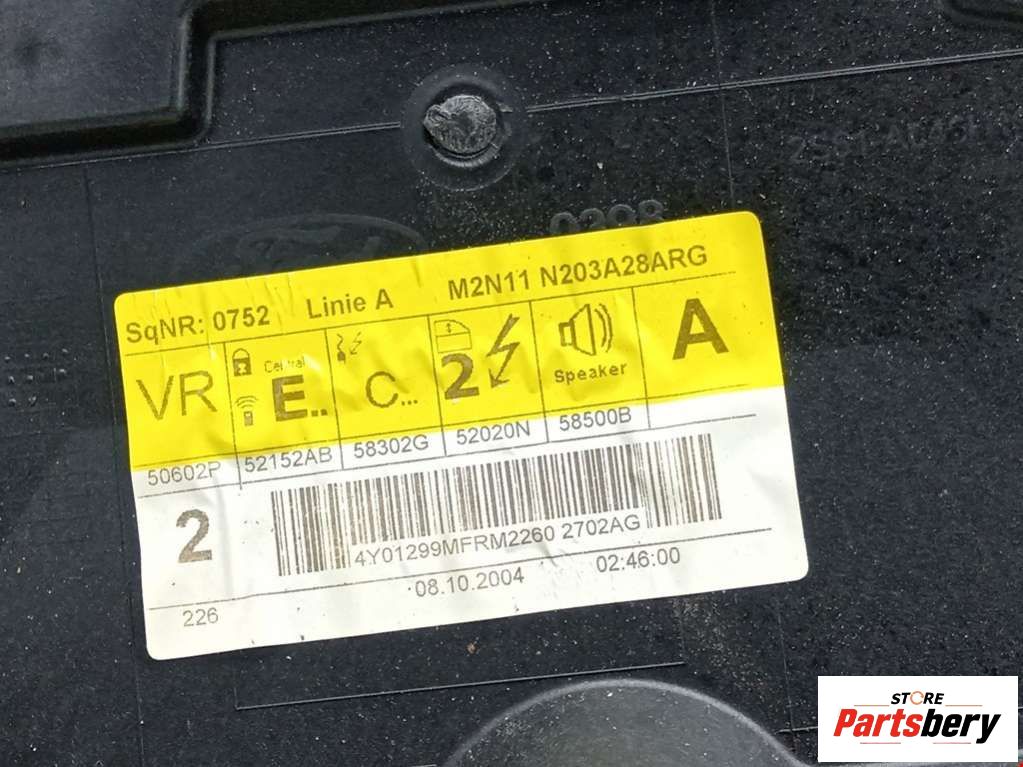 0298
SqNR: 0752 Linie A M2N11 N203A28ARG
VR Central E.. C... 2 Speaker A
50602P 52152AB 58302G 52020N 58500B
2
4Y01299MFRM2260 2702AG
08.10.2004 02:46:00
226
STORE
Partsbery